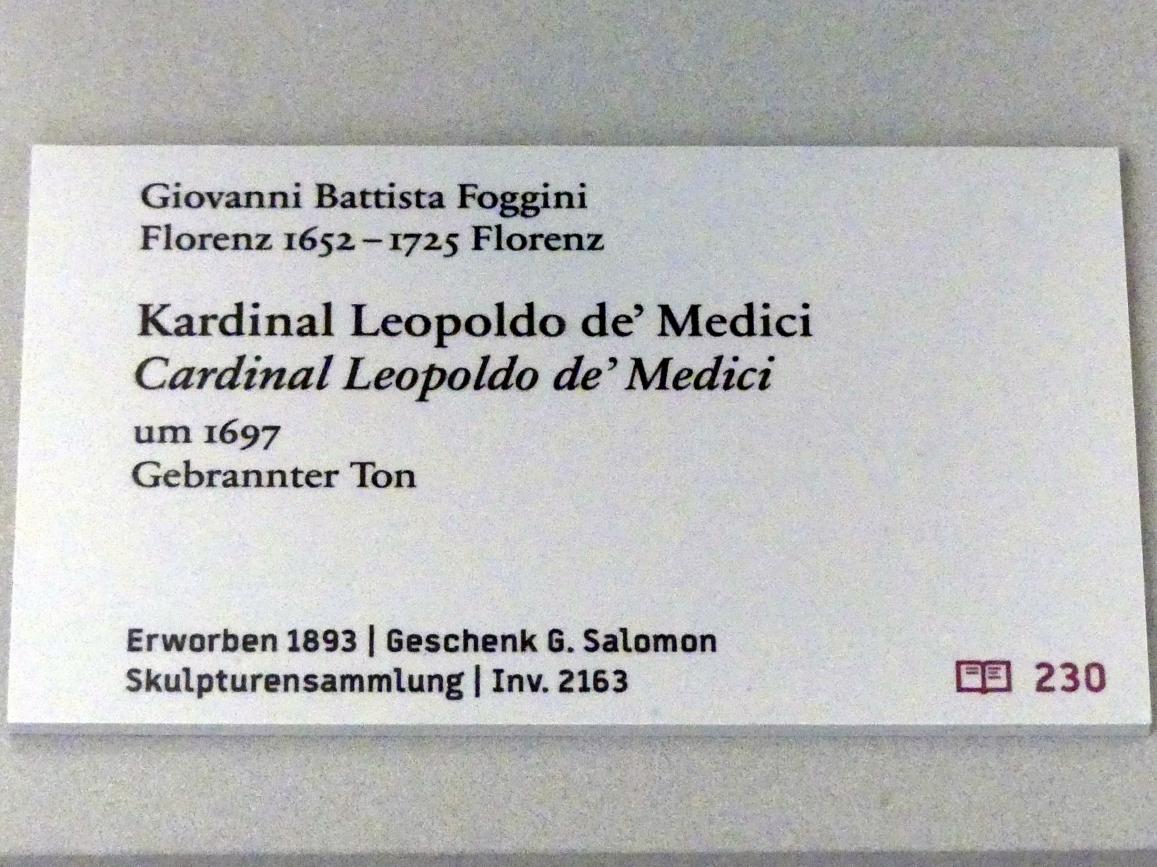 Giovanni Battista Foggini
Florenz 1652 – 1725 Florenz
Kardinal Leopoldo de’ Medici
Cardinal Leopoldo de’ Medici
um 1697
Gebrannter Ton
Erworben 1893 | Geschenk G. Salomon
Skulpturensammlung | Inv. 2163
230